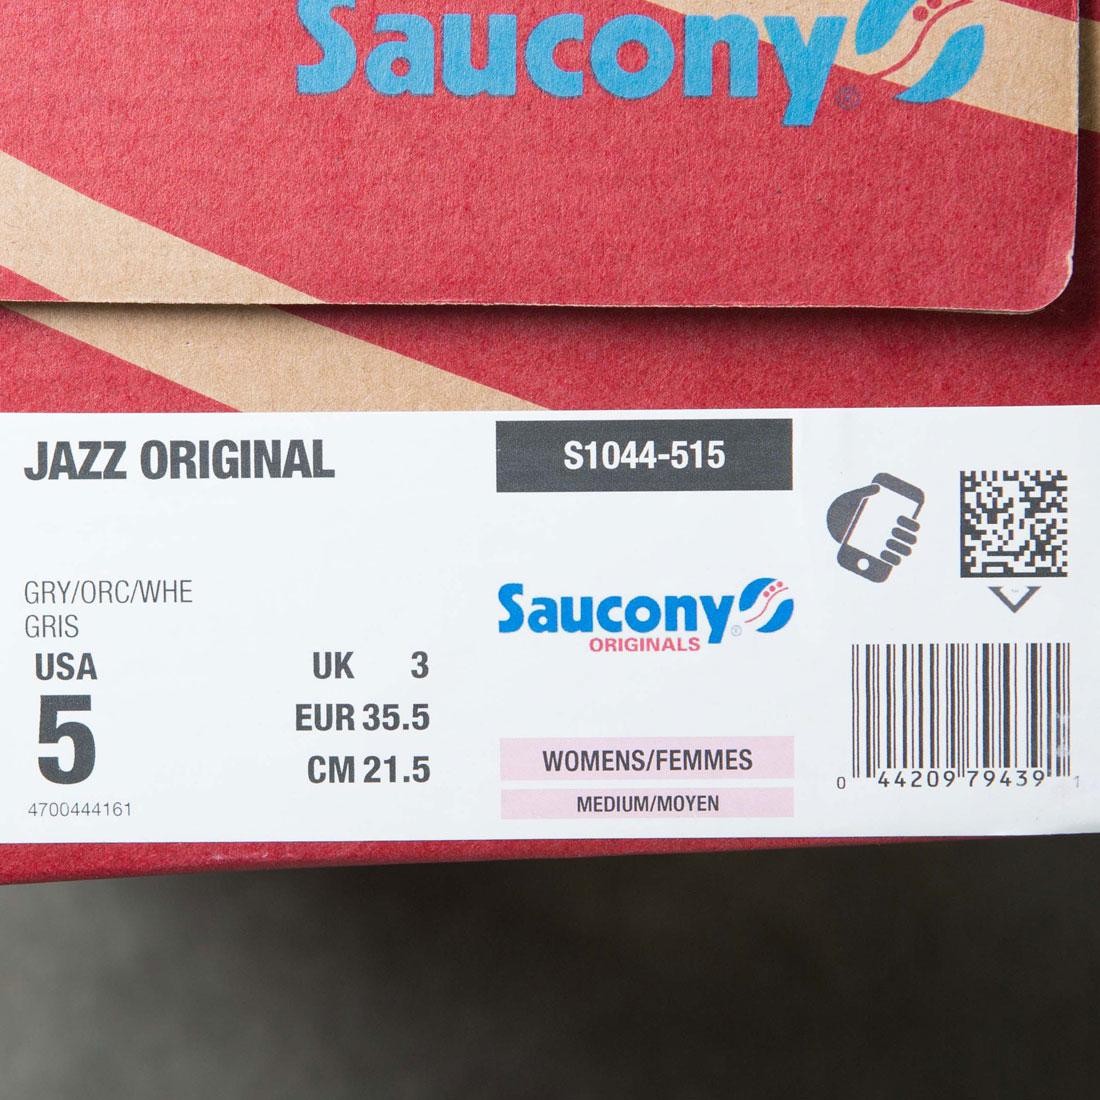 Saucony®
JAZZ ORIGINAL
S1044-515
GRY/ORC/WHE
GRIS
USA
5
4700444161
UK 3
EUR 35.5
CM 21.5
Saucony®
ORIGINALS
WOMENS/FEMMES
MEDIUM/MOYEN
0 44209 79439 1